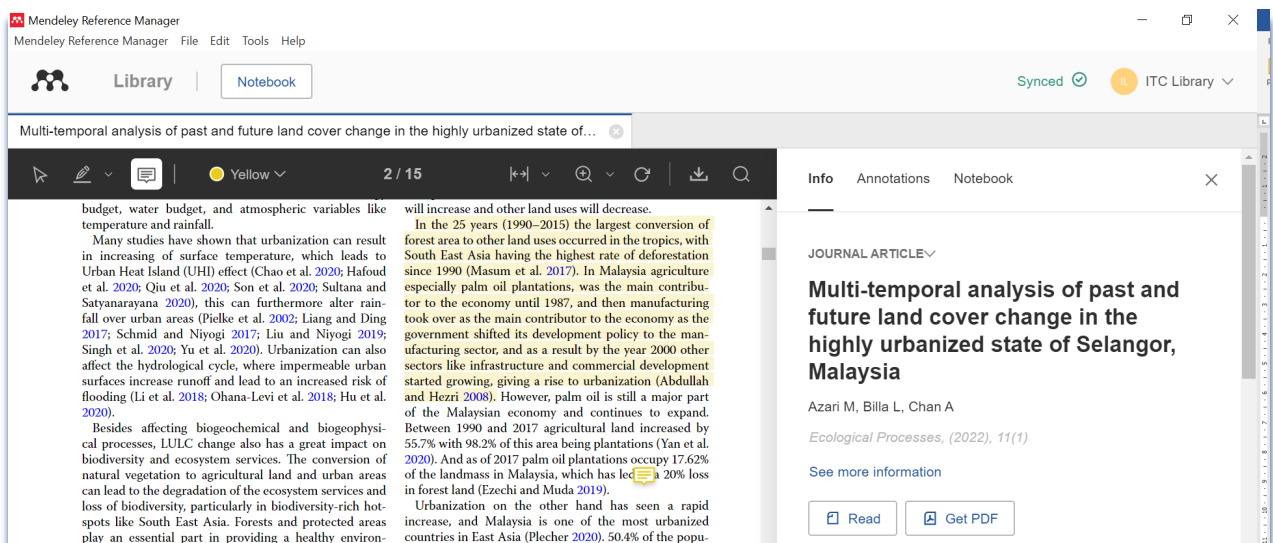 Mendeley Reference Manager
Mendeley Reference Manager File Edit Tools Help
Library
Notebook
Synced
IL
ITC Library
Multi-temporal analysis of past and future land cover change in the highly urbanized state of...
Yellow
2 / 15
budget, water budget, and atmospheric variables like
temperature and rainfall.
Many studies have shown that urbanization can result
in increasing of surface temperature, which leads to
Urban Heat Island (UHI) effect (Chao et al. 2020; Hafoud
et al. 2020; Qiu et al. 2020; Son et al. 2020; Sultana and
Satyanarayana 2020), this can furthermore alter rain-
fall over urban areas (Pielke et al. 2002; Liang and Ding
2017; Schmid and Niyogi 2017; Liu and Niyogi 2019;
Singh et al. 2020; Yu et al. 2020). Urbanization can also
affect the hydrological cycle, where impermeable urban
surfaces increase runoff and lead to an increased risk of
flooding (Li et al. 2018; Ohana-Levi et al. 2018; Hu et al.
2020).
Besides affecting biogeochemical and biogeophysi-
cal processes, LULC change also has a great impact on
biodiversity and ecosystem services. The conversion of
natural vegetation to agricultural land and urban areas
can lead to the degradation of the ecosystem services and
loss of biodiversity, particularly in biodiversity-rich hot-
spots like South East Asia. Forests and protected areas
play an essential part in providing a healthy environ-
will increase and other land uses will decrease.
In the 25 years (1990–2015) the largest conversion of
forest area to other land uses occurred in the tropics, with
South East Asia having the highest rate of deforestation
since 1990 (Masum et al. 2017). In Malaysia agriculture
especially palm oil plantations, was the main contribu-
tor to the economy until 1987, and then manufacturing
took over as the main contributor to the economy as the
government shifted its development policy to the man-
ufacturing sector, and as a result by the year 2000 other
sectors like infrastructure and commercial development
started growing, giving a rise to urbanization (Abdullah
and Hezri 2008). However, palm oil is still a major part
of the Malaysian economy and continues to expand.
Between 1990 and 2017 agricultural land increased by
55.7% with 98.2% of this area being plantations (Yan et al.
2020). And as of 2017 palm oil plantations occupy 17.62%
of the landmass in Malaysia, which has a 20% loss
in forest land (Ezechi and Muda 2019).
Urbanization on the other hand has seen a rapid
increase, and Malaysia is one of the most urbanized
countries in East Asia (Plecher 2020). 50.4% of the popu-
Info
Annotations
Notebook
JOURNAL ARTICLE
Multi-temporal analysis of past and
future land cover change in the
highly urbanized state of Selangor,
Malaysia
Azari M, Billa L, Chan A
Ecological Processes, (2022), 11(1)
See more information
Read
Get PDF